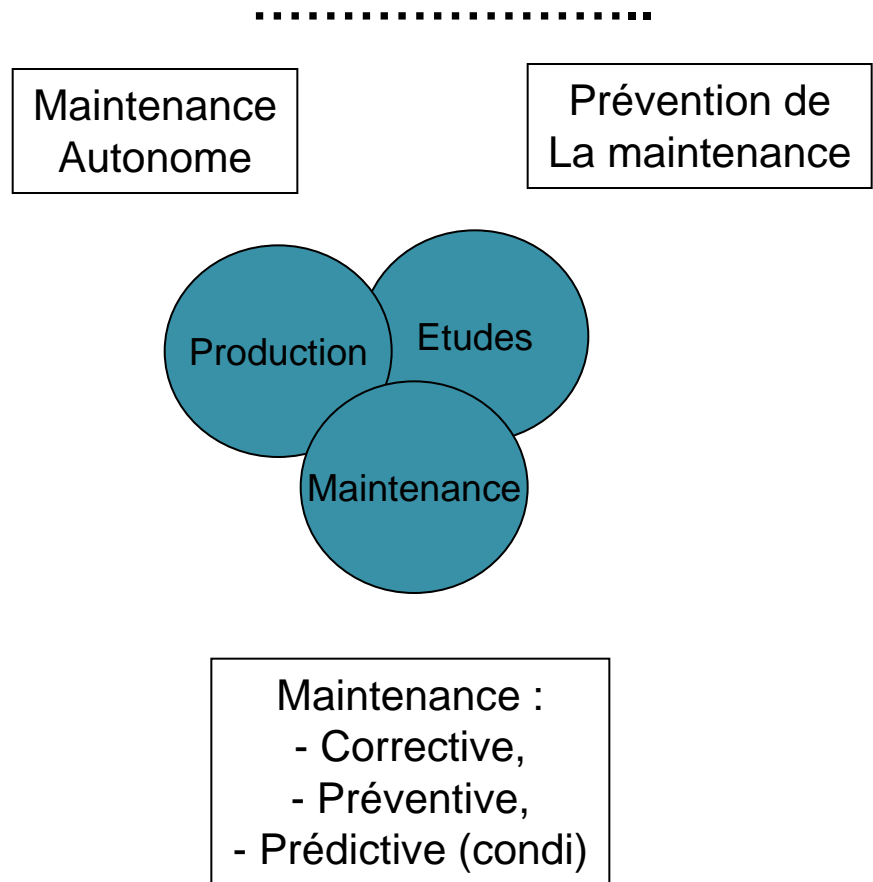 Maintenance
Autonome
Prévention de
La maintenance
Production
Etudes
Maintenance
Maintenance :
- Corrective,
- Préventive,
- Prédictive (condi)